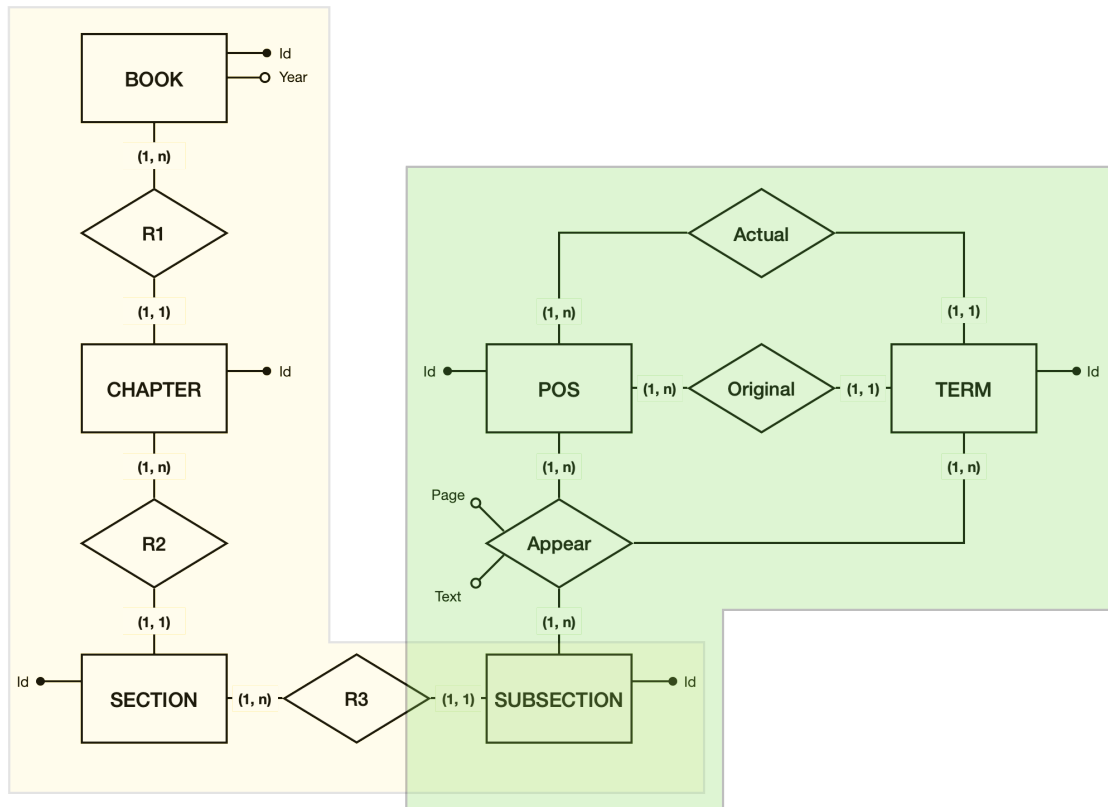 BOOK
Id
Year
(1, n)
R1
(1, 1)
CHAPTER
Id
(1, n)
R2
(1, 1)
Id
SECTION
(1, n)
R3
(1, 1)
SUBSECTION
Id
Actual
(1, n)
(1, 1)
Id
POS
(1, n)
Original
(1, 1)
TERM
Id
(1, n)
(1, n)
Page
Appear
Text
(1, n)